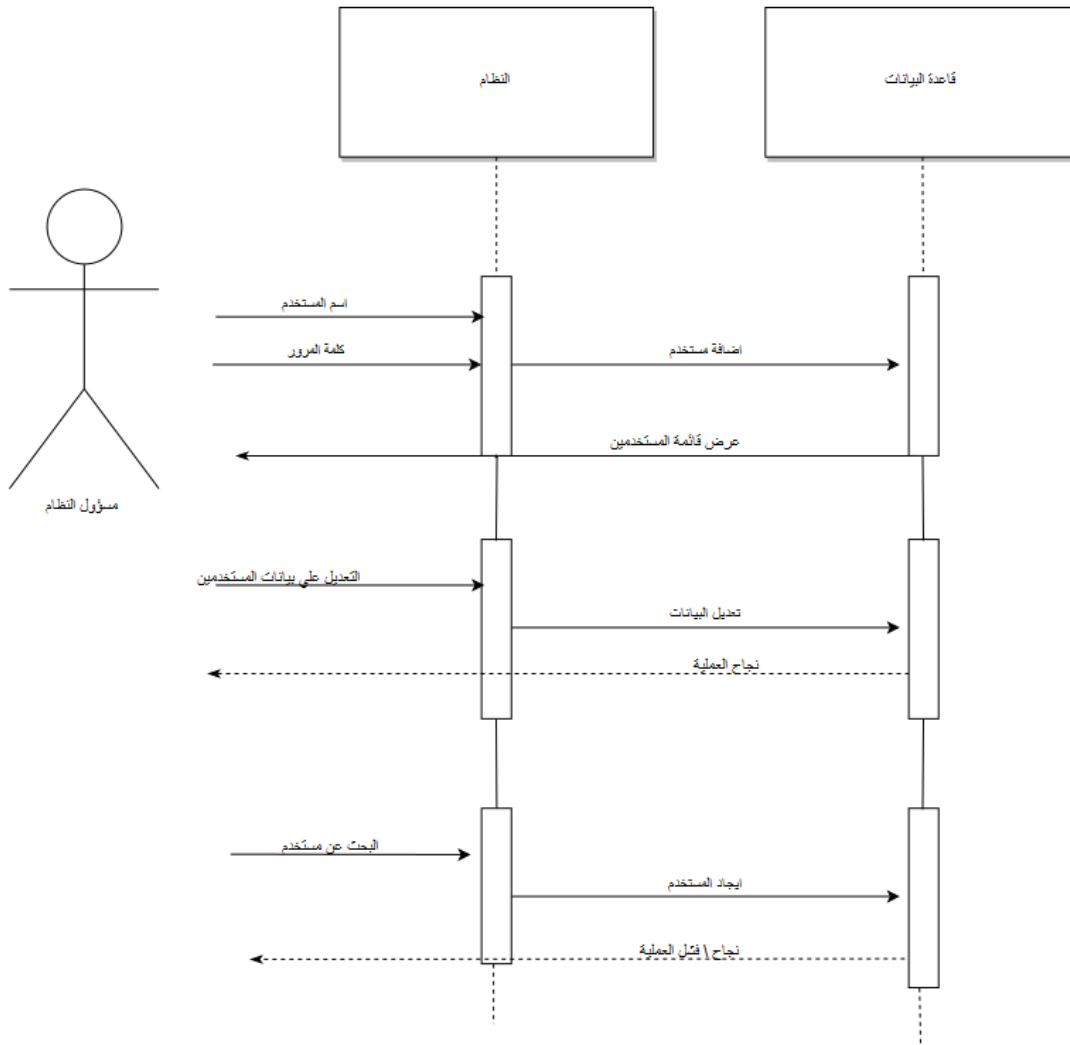 النظام
قاعدة البيانات
اسم المستخدم
كلمة المرور
اضافة مستخدم
عرض قائمة المستخدمين
مسؤول النظام
التعديل علي بيانات المستخدمين
تعديل البيانات
نجاح العملية
البحث عن مستخدم
ايجاد المستخدم
نجاح \ فشل العملية